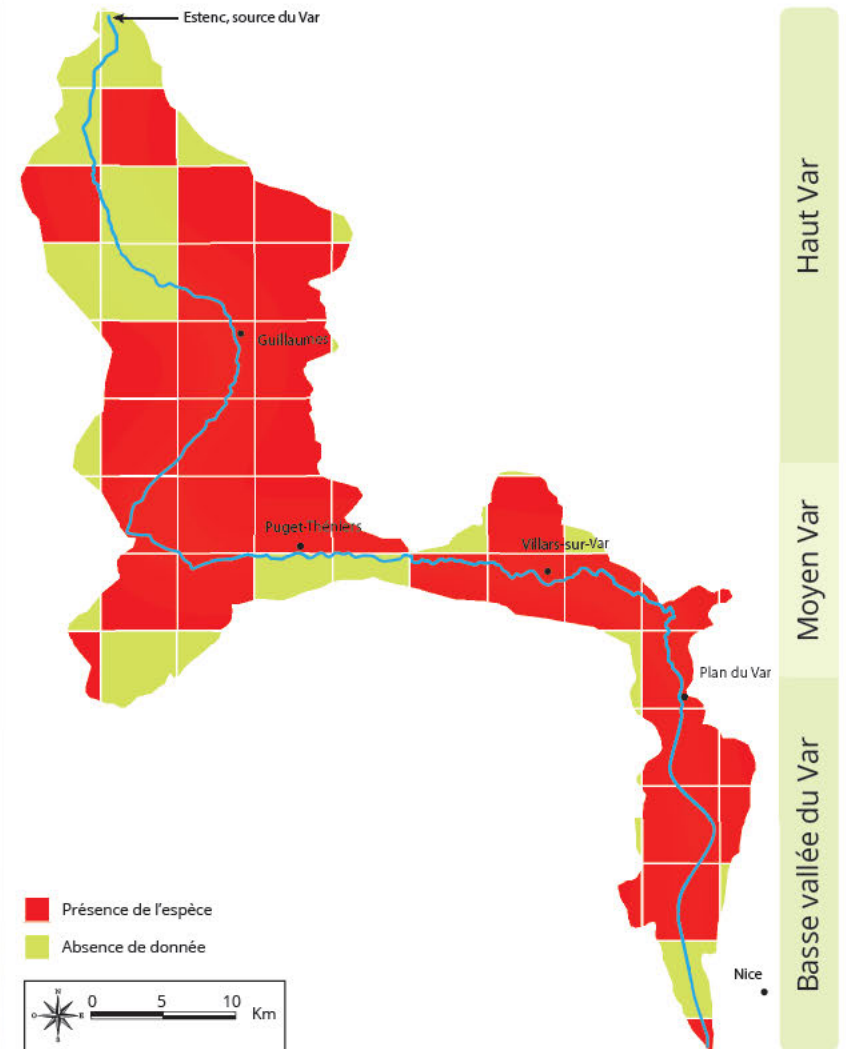 Estenc, source du Var
Haut Var
Guillaumes
Puget-Théniers
Villars-sur-Var
Moyen Var
Plan du Var
Basse vallée du Var
Présence de l'espèce
Absence de donnée
Nice
N
O
E
S
0 5 10 Km